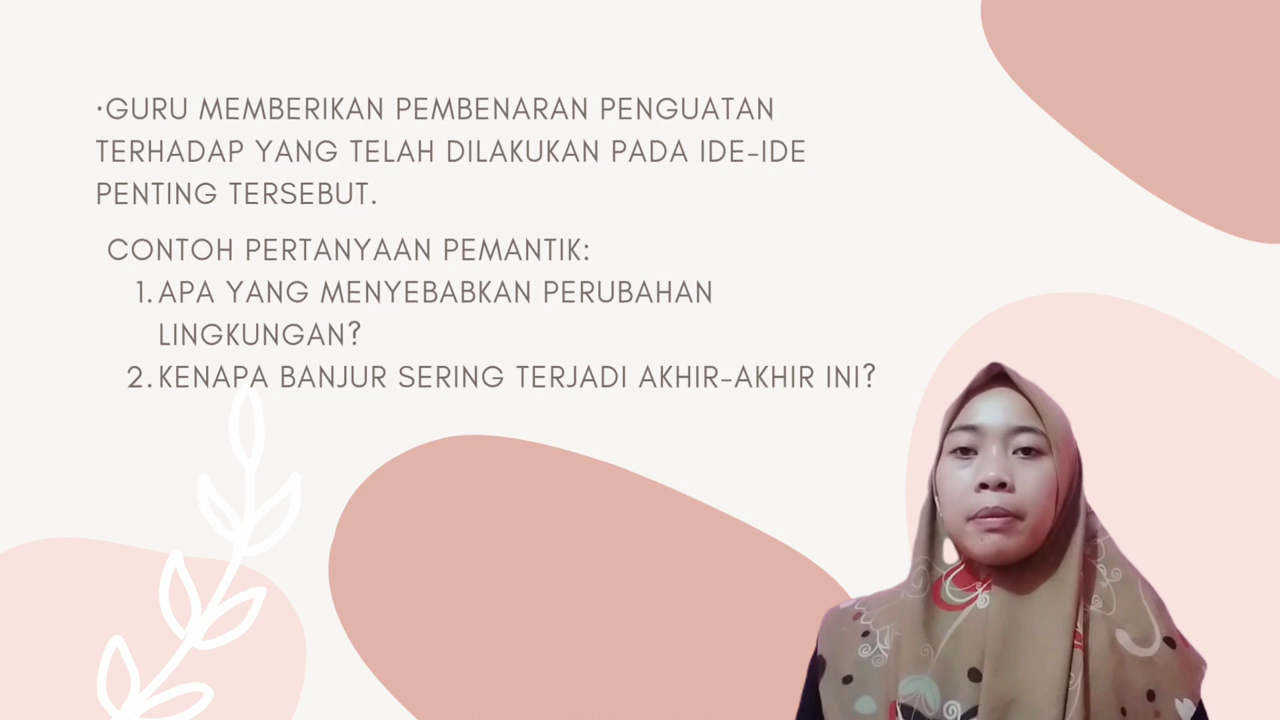 ·GURU MEMBERIKAN PEMBENARAN PENGUATAN
TERHADAP YANG TELAH DILAKUKAN PADA IDE-IDE
PENTING TERSEBUT.
CONTOH PERTANYAAN PEMANTIK:
1. APA YANG MENYEBABKAN PERUBAHAN
LINGKUNGAN?
2. KENAPA BANJUR SERING TERJADI AKHIR-AKHIR INI?